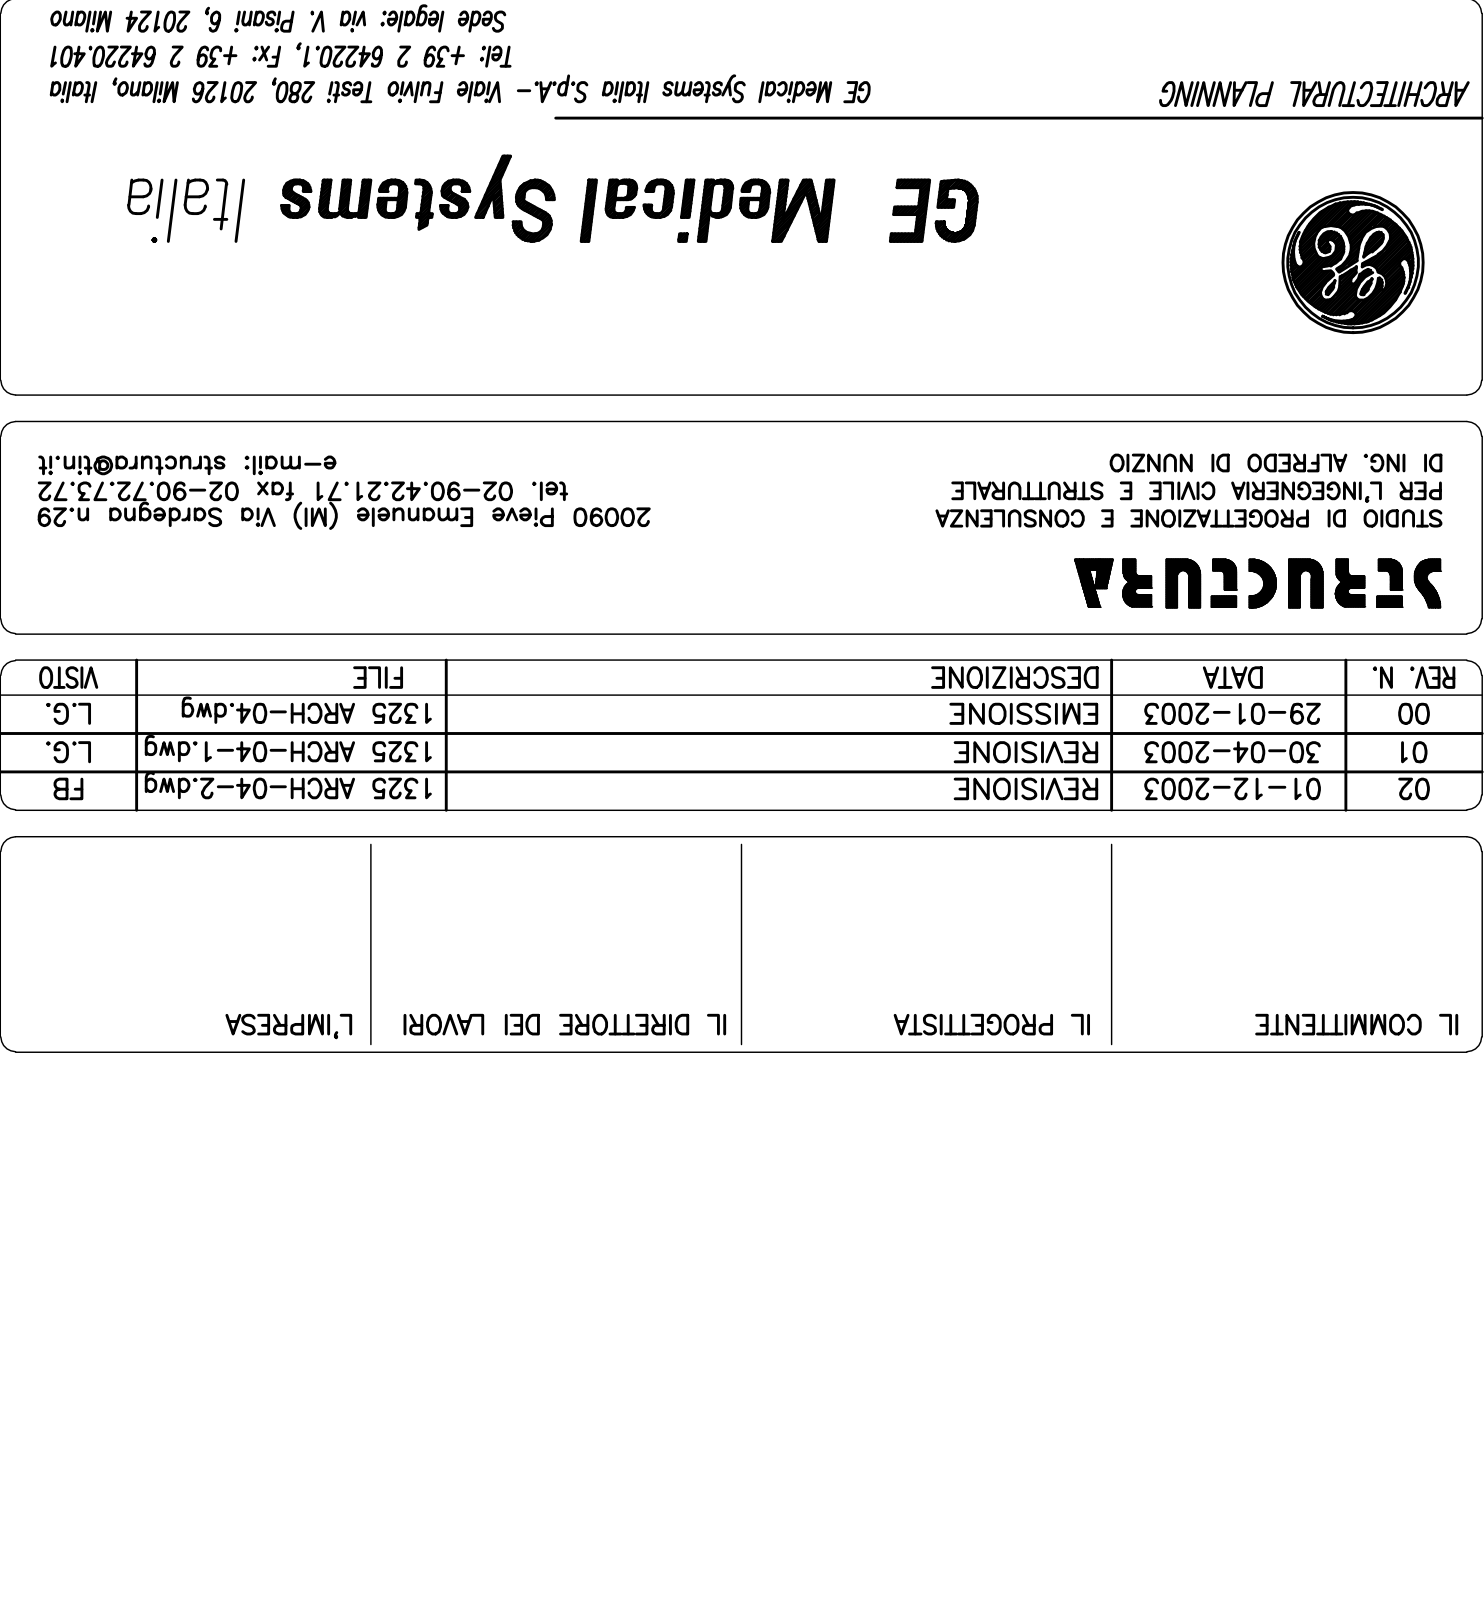 IL COMMITTENTE IL PROGETTISTA IL DIRETTORE DEI LAVORI L'IMPRESA
02 01-12-2003 REVISIONE 1325 ARCH-04-2.dwg FB
01 30-04-2003 REVISIONE 1325 ARCH-04-1.dwg L.G.
00 29-01-2003 EMISSIONE 1325 ARCH-04.dwg L.G.
REV. N. DATA DESCRIZIONE FILE VISTO
STRUCTURA
STUDIO DI PROGETTAZIONE E CONSULENZA
PER L'INGEGNERIA CIVILE E STRUTTURALE
DI ING. ALFREDO DI NUNZIO
20090 Pieve Emanuele (MI) Via Sardegna n.29
tel. 02-90.42.21.71 fax 02-90.72.73.72
e-mail: structura@tin.it
GE
GE Medical Systems Italia
ARCHITECTURAL PLANNING
GE Medical Systems Italia S.p.A.- Viale Fulvio Testi 280, 20126 Milano, Italia
Tel: +39 2 64220.1, Fx: +39 2 64220.401
Sede legale: via V. Pisani 6, 20124 Milano